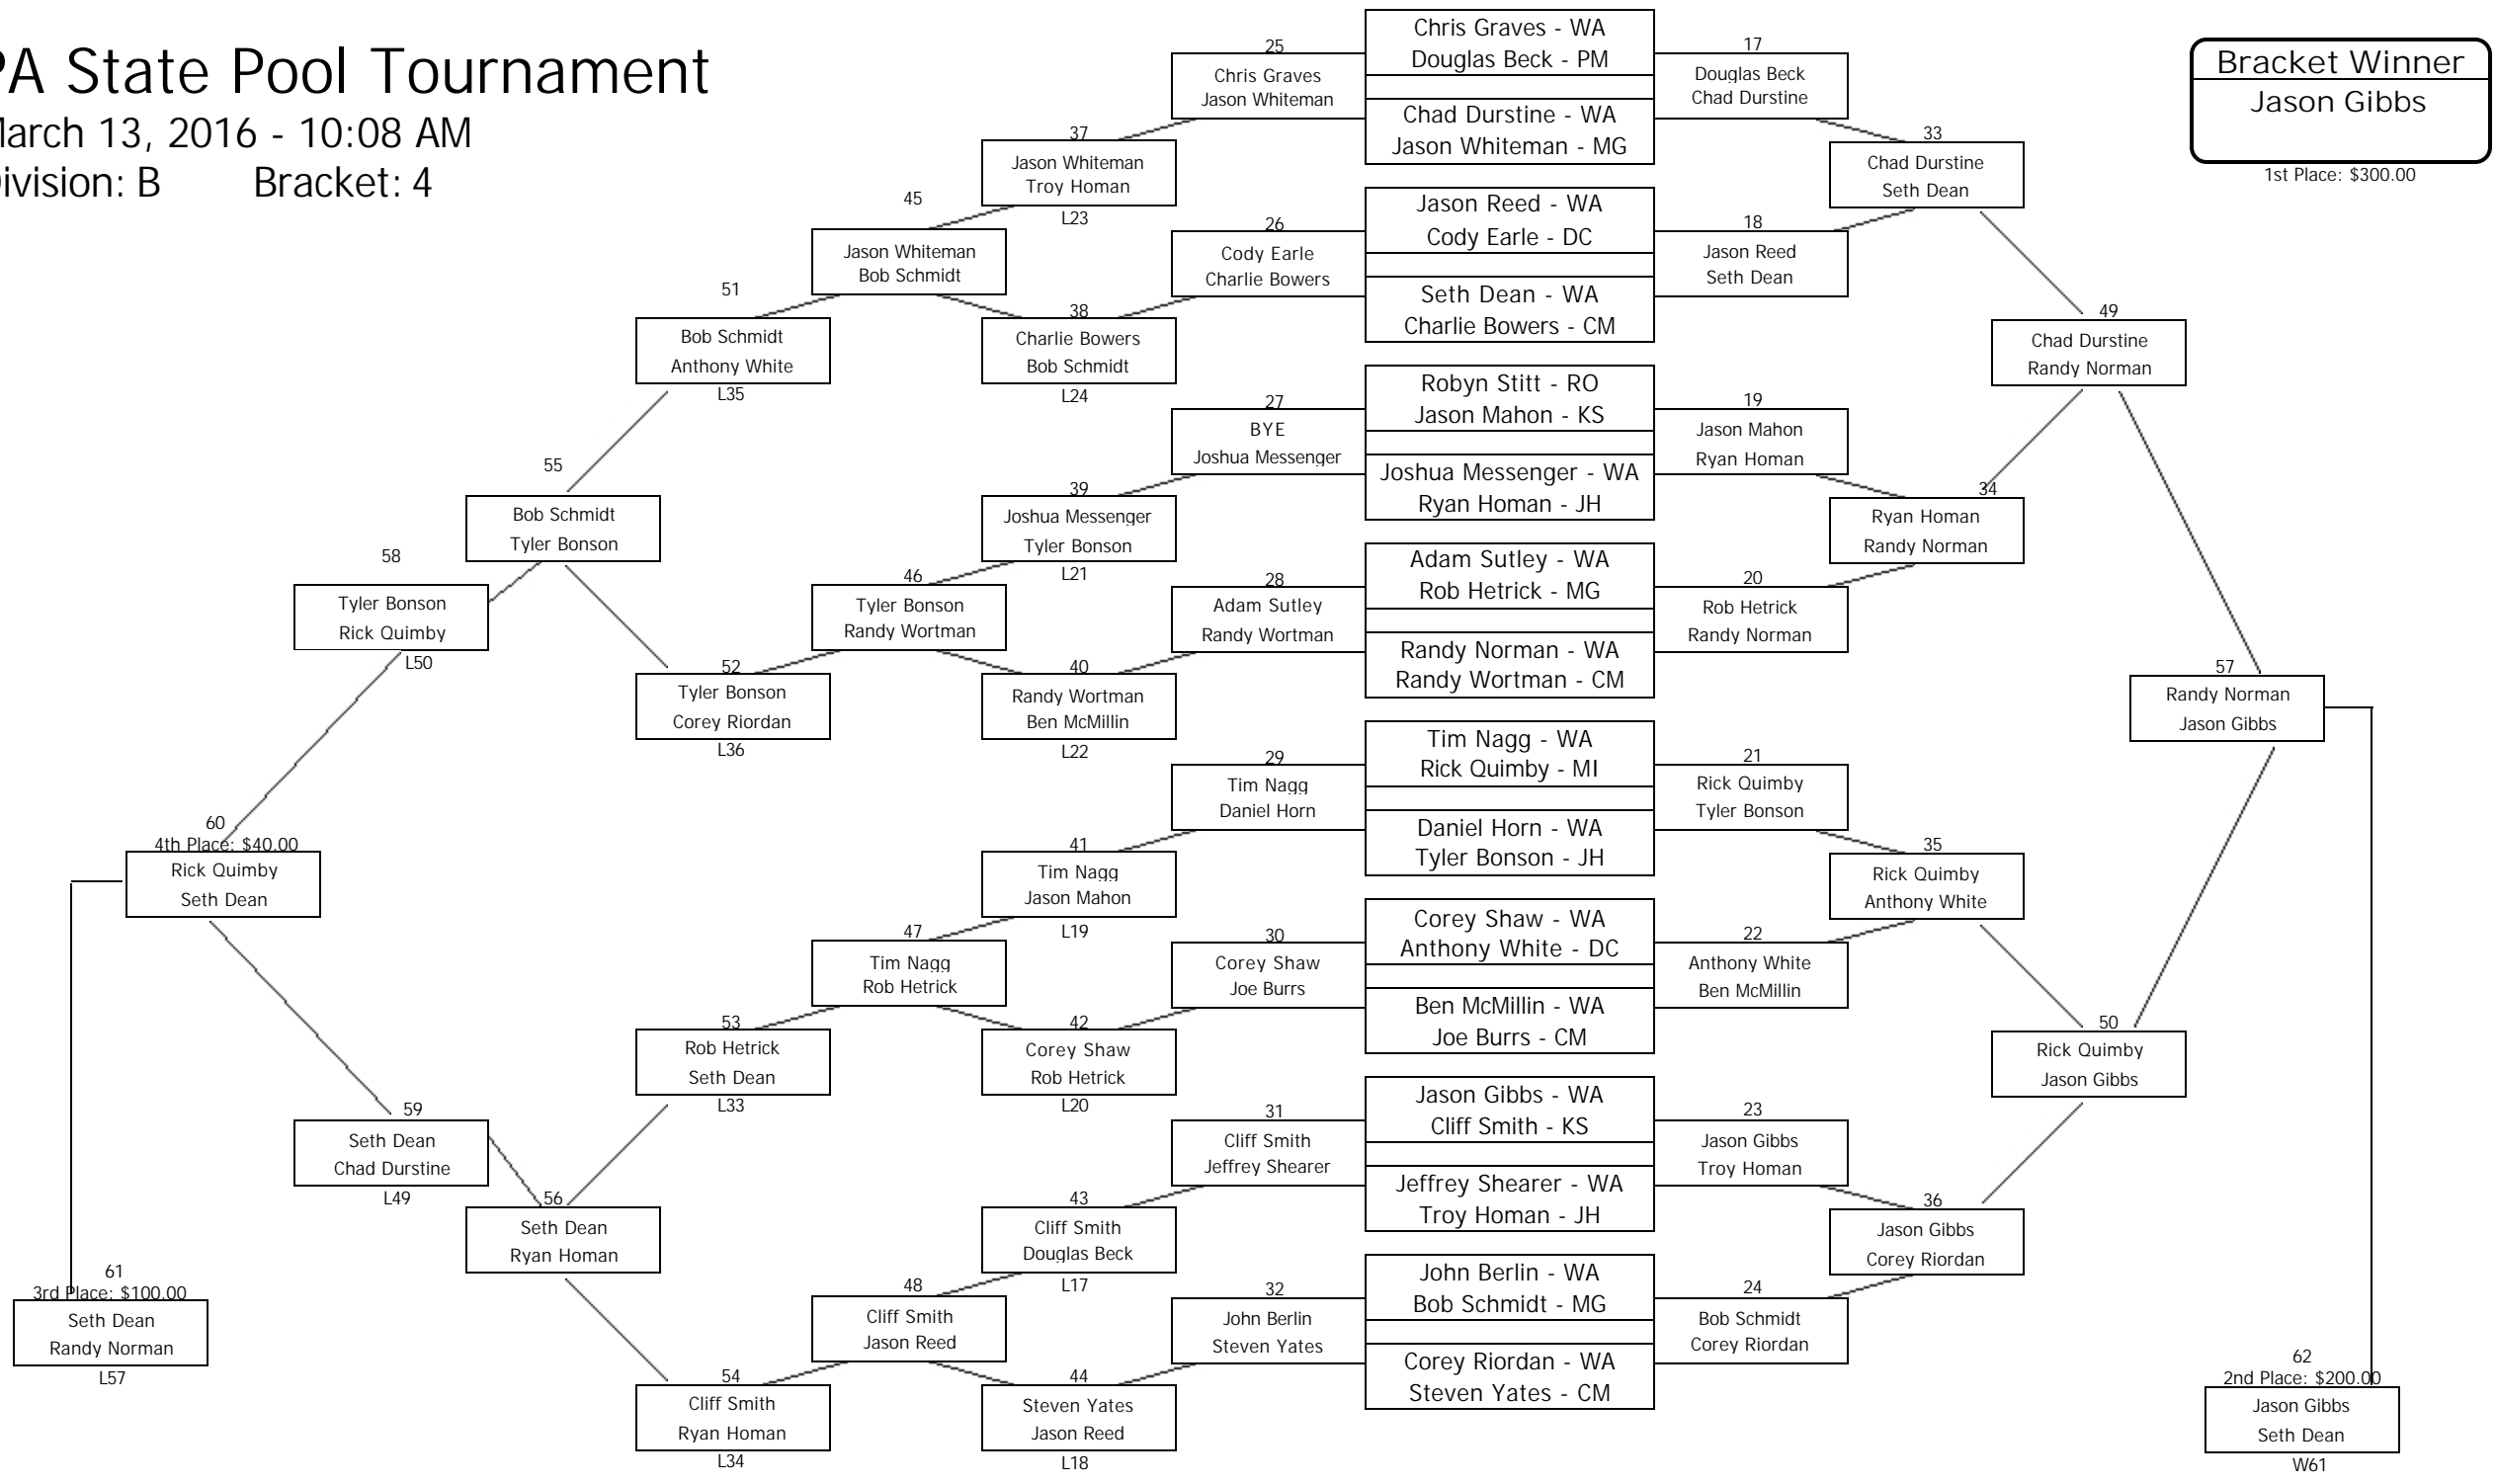 PA State Pool Tournament
March 13, 2016 - 10:08 AM
Division: B Bracket: 4
Bracket Winner
Jason Gibbs
1st Place: $300.00
Chris Graves - WA
Douglas Beck - PM
Chad Durstine - WA
Jason Whiteman - MG
Jason Reed - WA
Cody Earle - DC
Seth Dean - WA
Charlie Bowers - CM
Robyn Stitt - RO
Jason Mahon - KS
Joshua Messenger - WA
Ryan Homan - JH
Adam Sutley - WA
Rob Hetrick - MG
Randy Norman - WA
Randy Wortman - CM
Tim Nagg - WA
Rick Quimby - MI
Daniel Horn - WA
Tyler Bonson - JH
Corey Shaw - WA
Anthony White - DC
Ben McMillin - WA
Joe Burrs - CM
Jason Gibbs - WA
Cliff Smith - KS
Jeffrey Shearer - WA
Troy Homan - JH
John Berlin - WA
Bob Schmidt - MG
Corey Riordan - WA
Steven Yates - CM
17
Douglas Beck
Chad Durstine
18
Jason Reed
Seth Dean
19
Jason Mahon
Ryan Homan
20
Rob Hetrick
Randy Norman
21
Rick Quimby
Tyler Bonson
22
Anthony White
Ben McMillin
23
Jason Gibbs
Troy Homan
24
Bob Schmidt
Corey Riordan
25
Chris Graves
Jason Whiteman
26
Cody Earle
Charlie Bowers
27
BYE
Joshua Messenger
28
Adam Sutley
Randy Wortman
29
Tim Nagg
Daniel Horn
30
Corey Shaw
Joe Burrs
31
Cliff Smith
Jeffrey Shearer
32
John Berlin
Steven Yates
33
Chad Durstine
Seth Dean
34
Ryan Homan
Randy Norman
35
Rick Quimby
Anthony White
36
Jason Gibbs
Corey Riordan
37
Jason Whiteman
Troy Homan
L23
38
Charlie Bowers
Bob Schmidt
L24
39
Joshua Messenger
Tyler Bonson
L21
40
Randy Wortman
Ben McMillin
L22
41
Tim Nagg
Jason Mahon
L19
42
Corey Shaw
Rob Hetrick
L20
43
Cliff Smith
Douglas Beck
L17
44
Steven Yates
Jason Reed
L18
45
Jason Whiteman
Bob Schmidt
46
Tyler Bonson
Randy Wortman
47
Tim Nagg
Rob Hetrick
48
Cliff Smith
Jason Reed
49
Chad Durstine
Randy Norman
50
Rick Quimby
Jason Gibbs
51
Bob Schmidt
Anthony White
L35
52
Tyler Bonson
Corey Riordan
L36
53
Rob Hetrick
Seth Dean
L33
54
Cliff Smith
Ryan Homan
L34
55
Bob Schmidt
Tyler Bonson
56
Seth Dean
Ryan Homan
57
Randy Norman
Jason Gibbs
58
Tyler Bonson
Rick Quimby
L50
59
Seth Dean
Chad Durstine
L49
60
4th Place: $40.00
Rick Quimby
Seth Dean
61
3rd Place: $100.00
Seth Dean
Randy Norman
L57
62
2nd Place: $200.00
Jason Gibbs
Seth Dean
W61